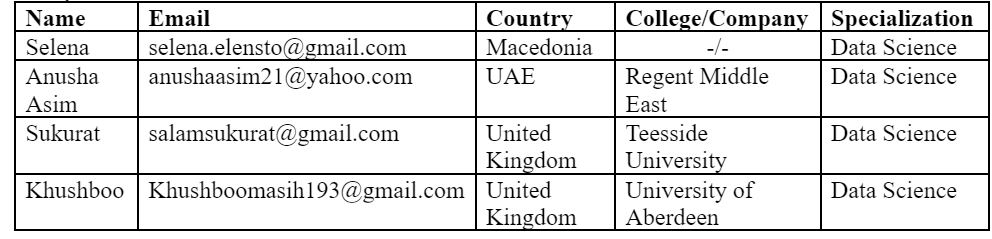 Name Email Country College/Company Specialization
Selena selena.elensto@gmail.com Macedonia -/- Data Science
Anusha anushaasim21@yahoo.com UAE Regent Middle Data Science
Asim East
Sukurat salamsukurat@gmail.com United Teesside Data Science
Kingdom University
Khushboo Khushboomasih193@gmail.com United University of Data Science
Kingdom Aberdeen